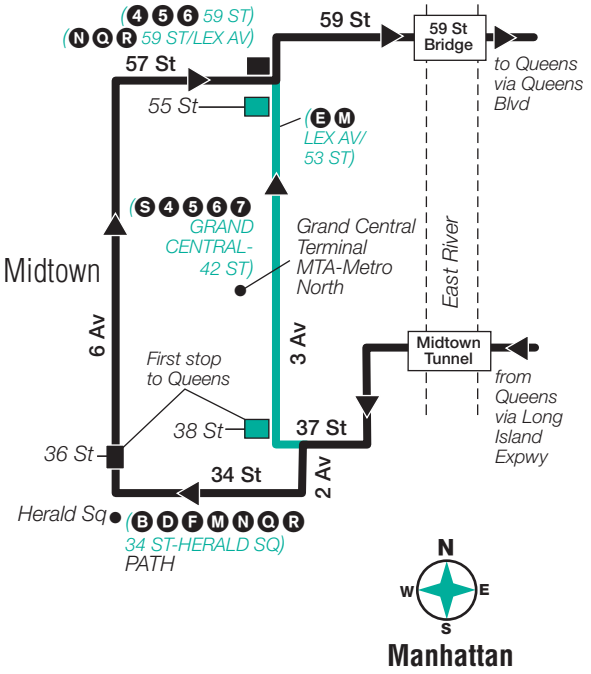 (4 5 6 59 ST)
(N Q R 59 ST/LEX AV)
59 St
59 St
Bridge
57 St
to Queens
via Queens
Blvd
55 St
(E M
LEX AV/
53 ST)
(S 4 5 6 7
GRAND
CENTRAL-
42 ST)
Grand Central
Terminal
MTA-Metro
North
East River
Midtown
6 Av
3 Av
Midtown
Tunnel
First stop
to Queens
from
Queens
via Long
Island
Expwy
38 St
37 St
36 St
34 St
2 Av
Herald Sq
(B D F M N Q R
34 ST-HERALD SQ)
PATH
N
W
E
S
Manhattan